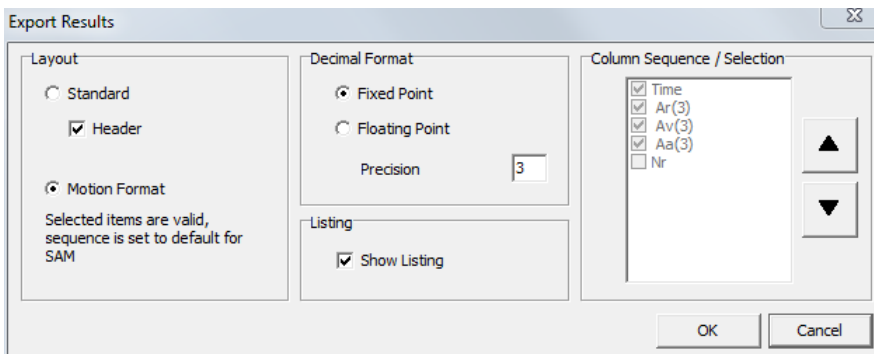 Export Results
Layout
Standard
Header
Motion Format
Selected items are valid,
sequence is set to default for
SAM
Decimal Format
Fixed Point
Floating Point
Precision 3
Listing
Show Listing
Column Sequence / Selection
Time
Ar(3)
Av(3)
Aa(3)
Nr
OK
Cancel